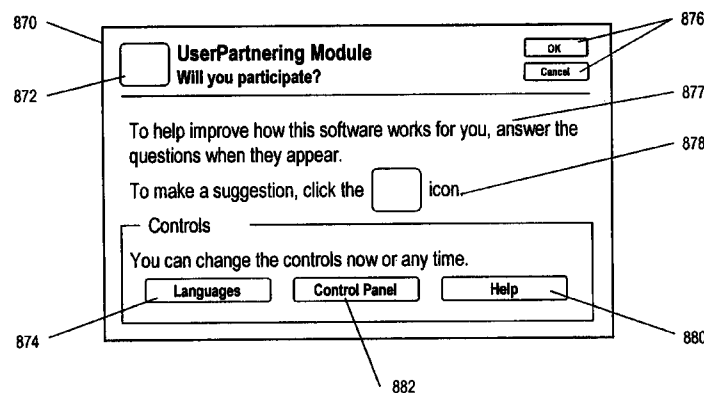 870
876
UserPartnering Module
OK
Will you participate?
Cancel
872
877
To help improve how this software works for you, answer the
questions when they appear.
878
To make a suggestion, click the icon.
Controls
You can change the controls now or any time.
Languages
Control Panel
Help
874
880
882